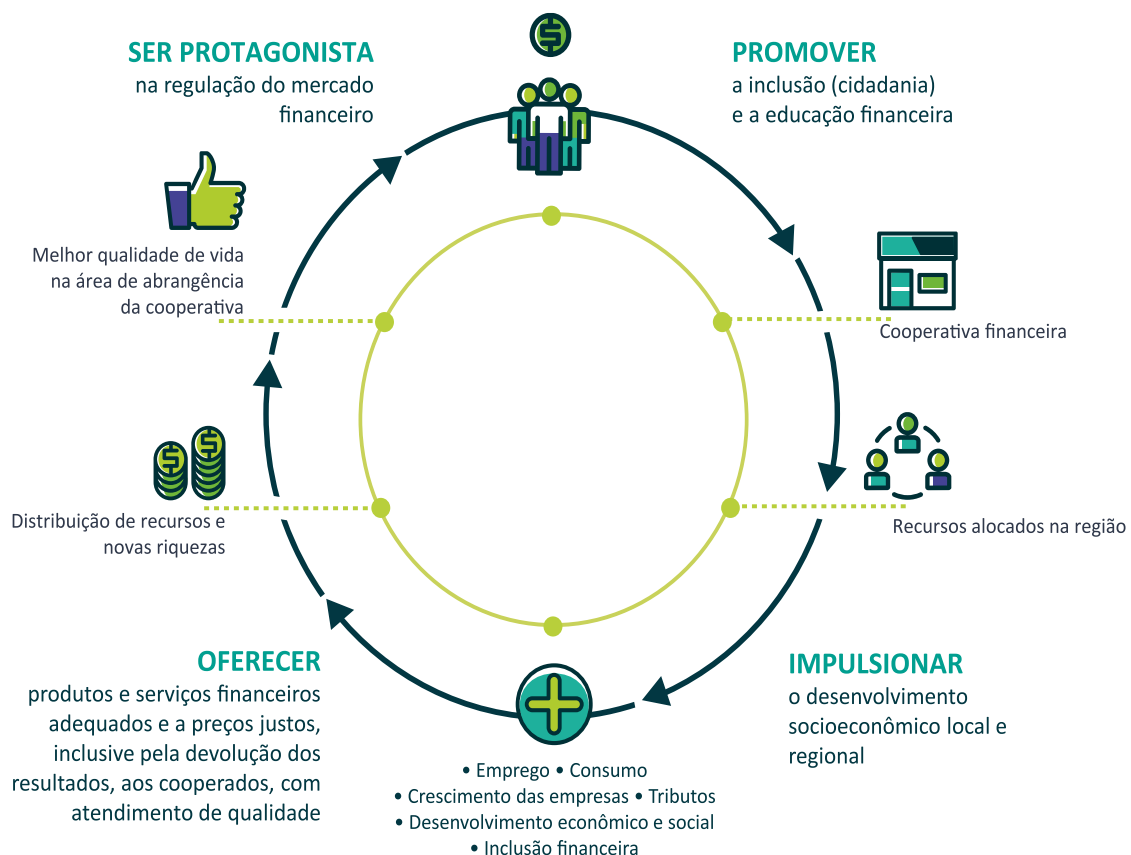 SER PROTAGONISTA
na regulação do mercado
financeiro
PROMOVER
a inclusão (cidadania)
e a educação financeira
Melhor qualidade de vida
na área de abrangência
da cooperativa
Cooperativa financeira
Distribuição de recursos e
novas riquezas
Recursos alocados na região
OFERECER
produtos e serviços financeiros
adequados e a preços justos,
inclusive pela devolução dos
resultados, aos cooperados, com
atendimento de qualidade
IMPULSIONAR
o desenvolvimento
socioeconômico local e
regional
• Emprego • Consumo
• Crescimento das empresas • Tributos
• Desenvolvimento econômico e social
• Inclusão financeira